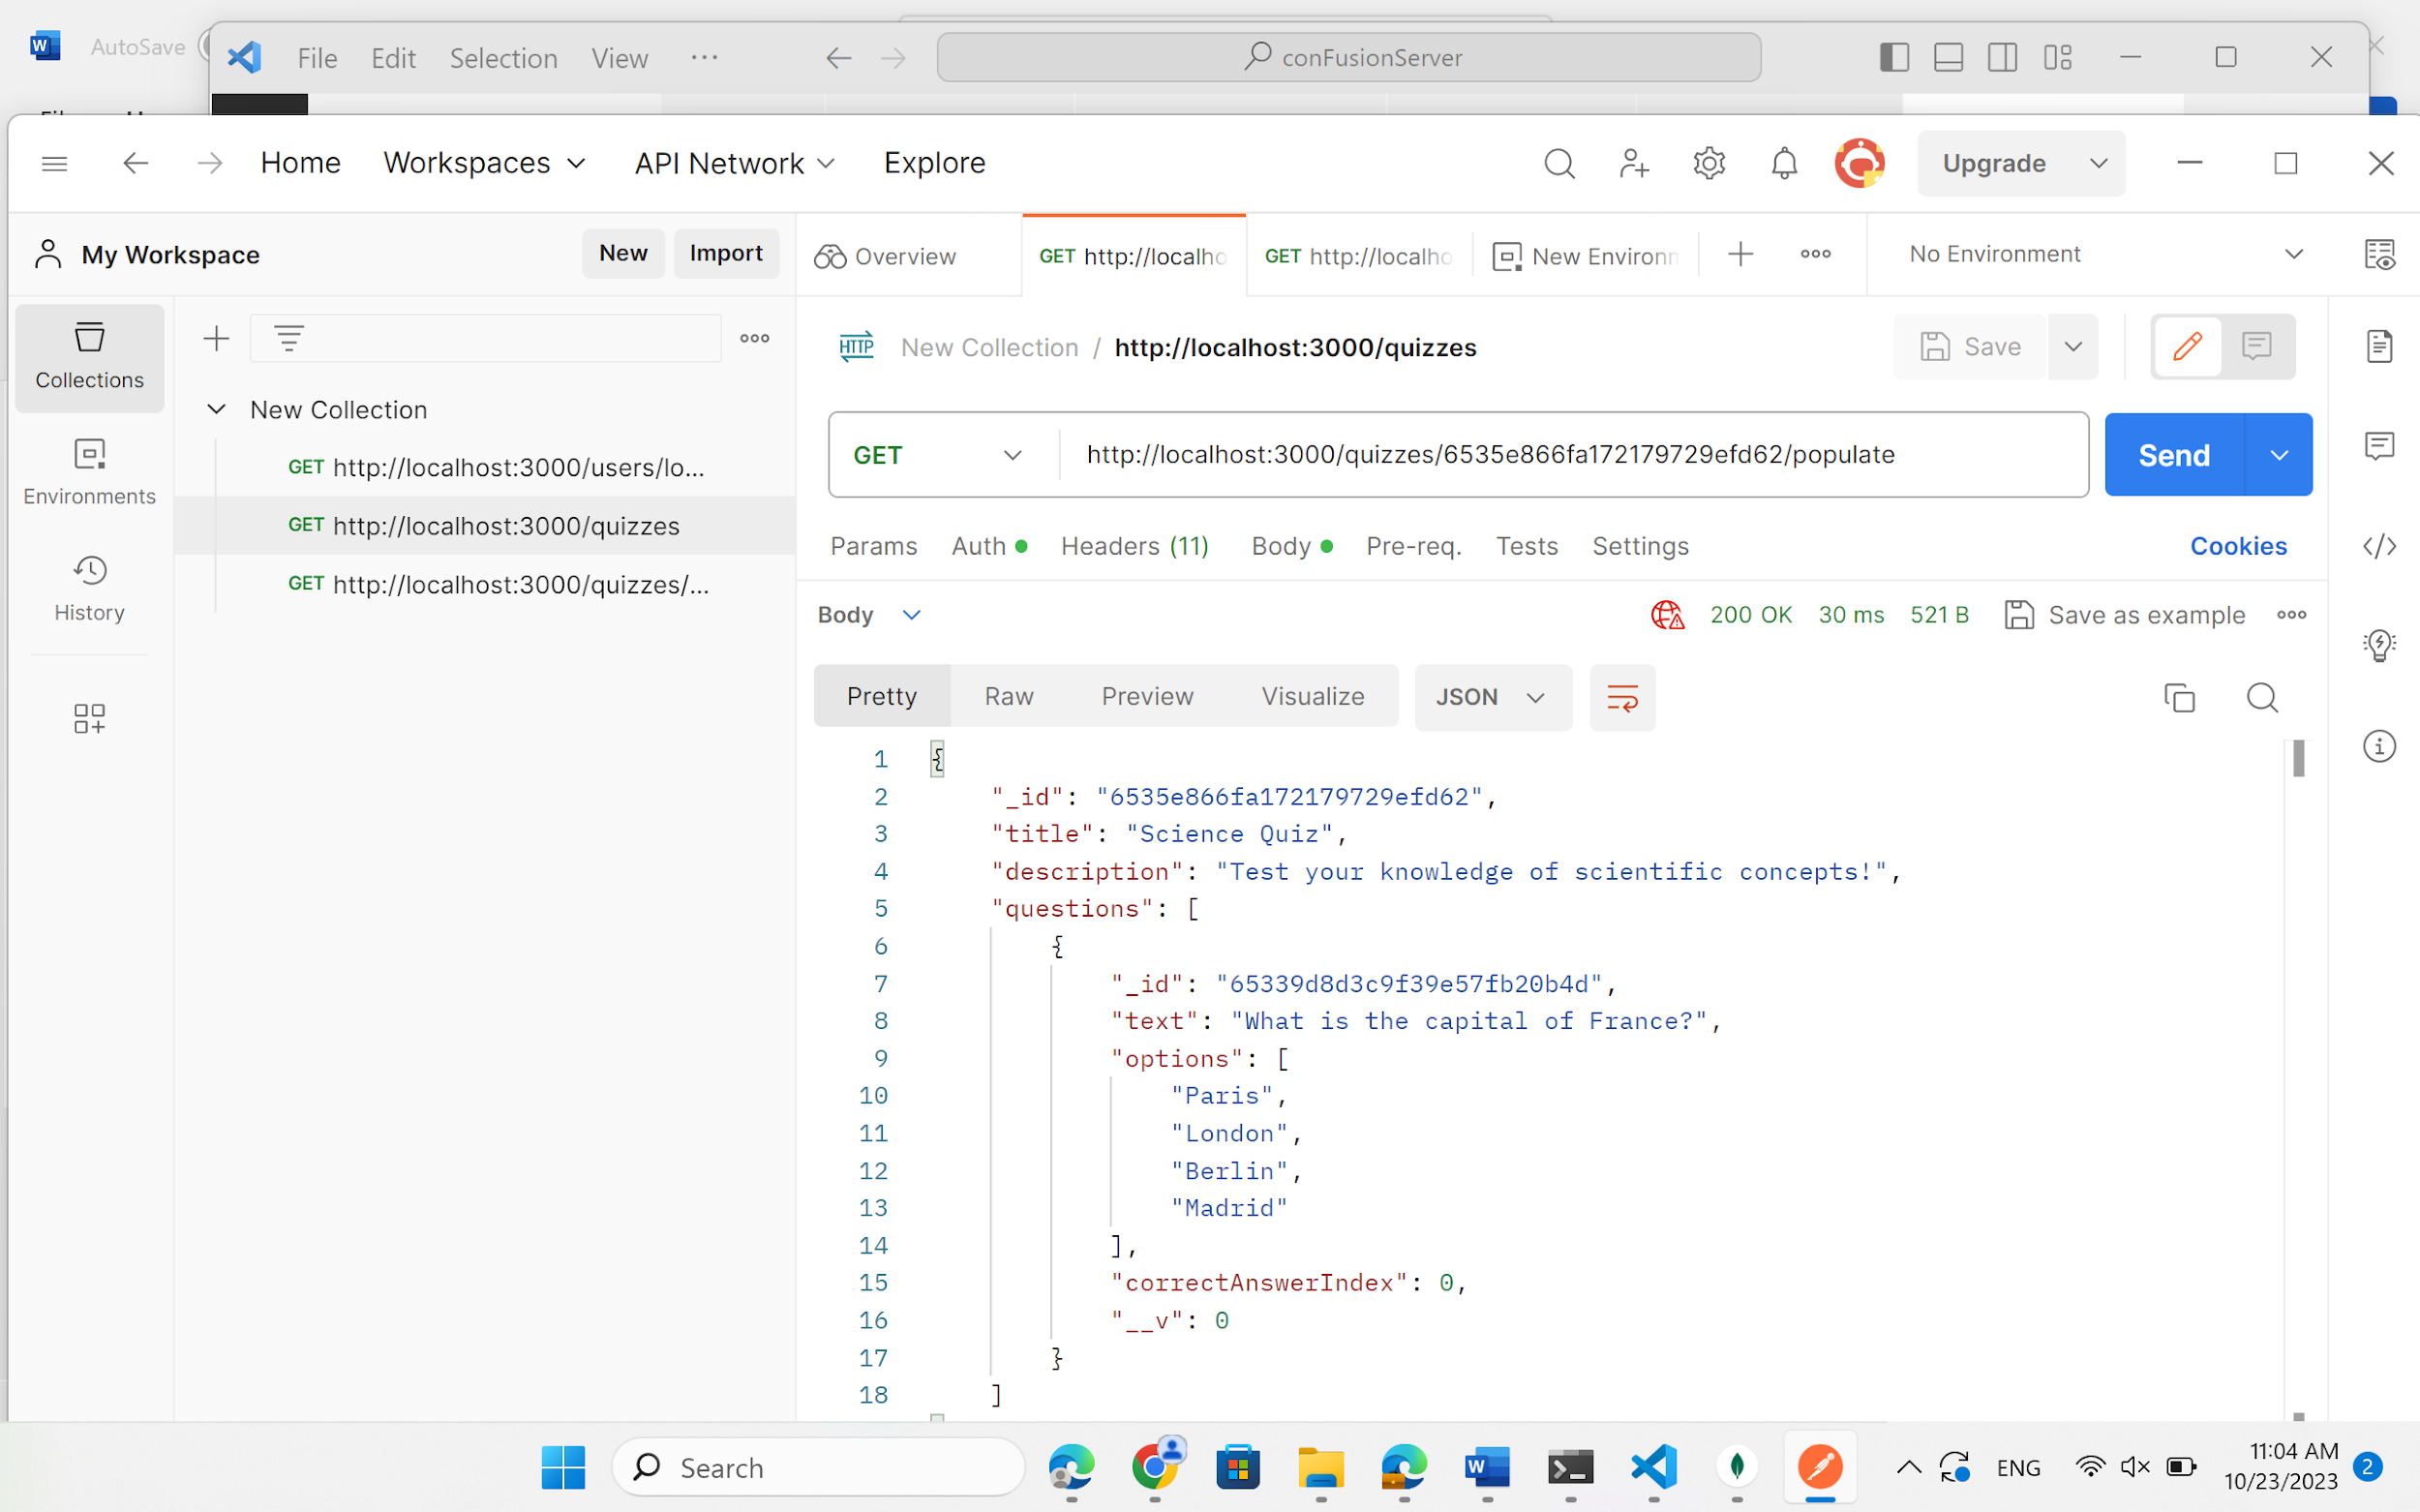 AutoSave
File Edit Selection View ...
conFusionServer
Home Workspaces API Network Explore
Upgrade
My Workspace
New Import
Overview
GET http://localho
GET http://localho
New Environm
No Environment
Collections
Environments
History
New Collection
GET http://localhost:3000/users/lo...
GET http://localhost:3000/quizzes
GET http://localhost:3000/quizzes/...
HTTP New Collection / http://localhost:3000/quizzes
Save
GET http://localhost:3000/quizzes/6535e866fa172179729efd62/populate
Send
Params Auth Headers (11) Body Pre-req. Tests Settings
Cookies
Body
200 OK 30 ms 521 B Save as example
Pretty Raw Preview Visualize JSON
1 {
2 "_id": "6535e866fa172179729efd62",
3 "title": "Science Quiz",
4 "description": "Test your knowledge of scientific concepts!",
5 "questions": [
6 {
7 "_id": "65339d8d3c9f39e57fb20b4d",
8 "text": "What is the capital of France?",
9 "options": [
10 "Paris",
11 "London",
12 "Berlin",
13 "Madrid"
14 ],
15 "correctAnswerIndex": 0,
16 "__v": 0
17 }
18 ]
Search
ENG
11:04 AM
10/23/2023
2